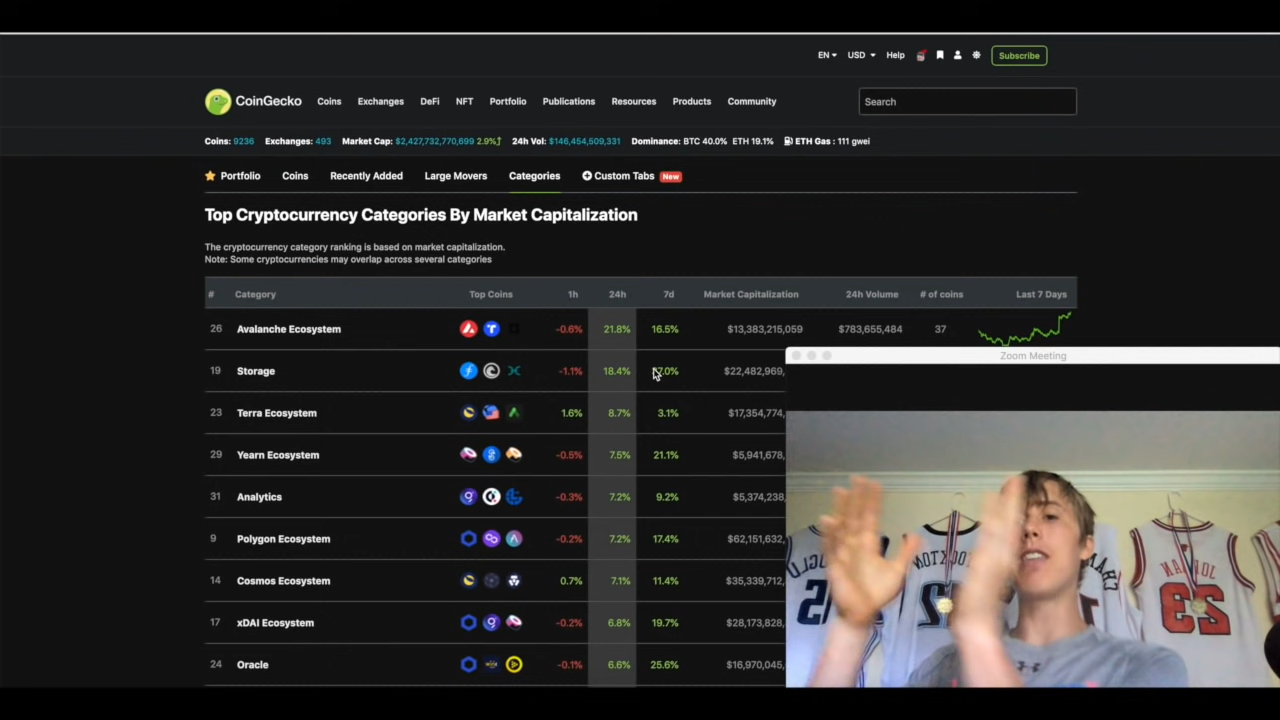 EN USD Help Subscribe
CoinGecko Coins Exchanges DeFi NFT Portfolio Publications Resources Products Community Search
Coins: 9236 Exchanges: 493 Market Cap: $2,427,732,770,699 2.9% 24h Vol: $146,454,509,331 Dominance: BTC 40.0% ETH 19.1% ETH Gas : 111 gwei
Portfolio Coins Recently Added Large Movers Categories Custom Tabs New
Top Cryptocurrency Categories By Market Capitalization
The cryptocurrency category ranking is based on market capitalization.
Note: Some cryptocurrencies may overlap across several categories
# Category Top Coins 1h 24h 7d Market Capitalization 24h Volume # of coins Last 7 Days
26 Avalanche Ecosystem -0.6% 21.8% 16.5% $13,383,215,059 $783,655,484 37
Zoom Meeting
19 Storage -1.1% 18.4% $22,482,969,
23 Terra Ecosystem 1.6% 8.7% 3.1% $17,354,774,
29 Yearn Ecosystem -0.5% 7.5% 21.1% $5,941,678,
31 Analytics -0.3% 7.2% 9.2% $5,374,238,
9 Polygon Ecosystem -0.2% 7.2% 17.4% $62,151,632,
14 Cosmos Ecosystem 0.7% 7.1% 11.4% $35,339,712,
17 xDAI Ecosystem -0.2% 6.8% 19.7% $28,173,828,
24 Oracle -0.1% 6.6% 25.6% $16,970,045,
JORDAN
23